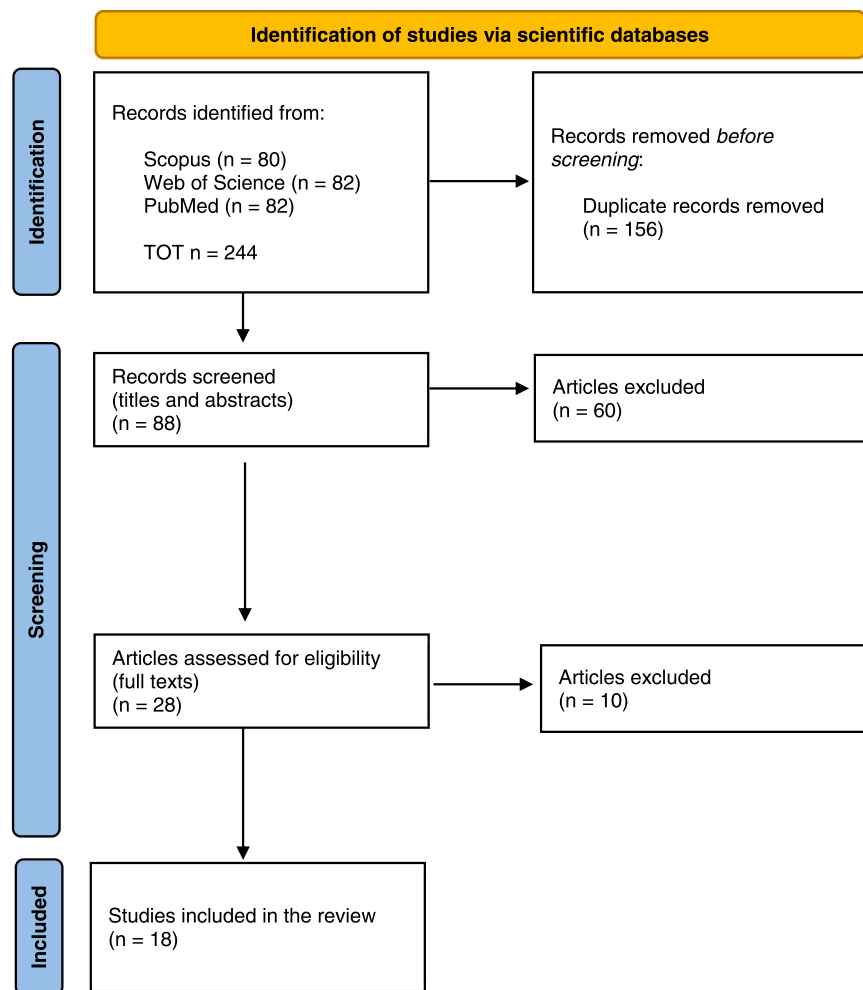 Identification of studies via scientific databases
Identification
Records identified from:
Scopus (n = 80)
Web of Science (n = 82)
PubMed (n = 82)
TOT n = 244
Records removed before
screening:
Duplicate records removed
(n = 156)
Screening
Records screened
(titles and abstracts)
(n = 88)
Articles excluded
(n = 60)
Articles assessed for eligibility
(full texts)
(n = 28)
Articles excluded
(n = 10)
Included
Studies included in the review
(n = 18)